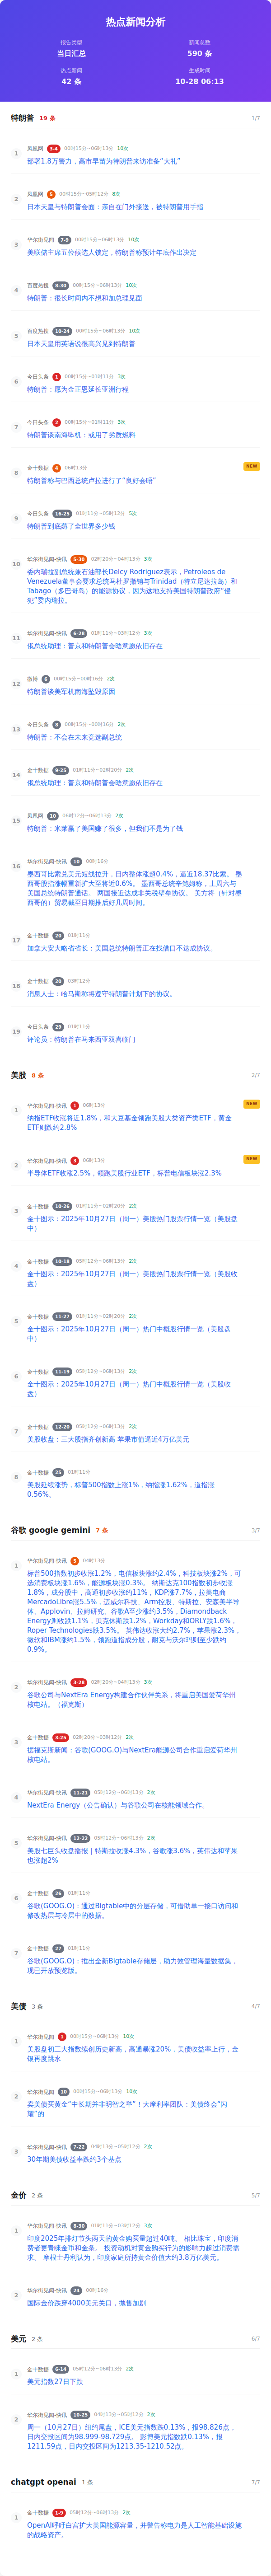 热点新闻分析
报告类型
当日汇总
新闻总数
590 条
热点新闻
42 条
生成时间
10-28 06:13
特朗普 19 条 1/7
1
凤凰网 3-4 00时15分~06时13分 10次
部署1.8万警力，高市早苗为特朗普来访准备“大礼”
2
凤凰网 5 00时15分~05时12分 8次
日本天皇与特朗普会面：亲自在门外接送，被特朗普用手指
3
华尔街见闻 7-9 00时15分~06时13分 10次
美联储主席五位候选人锁定，特朗普称预计年底作出决定
4
百度热搜 8-30 00时15分~06时13分 10次
特朗普：很长时间内不想和加总理见面
5
百度热搜 10-24 00时15分~06时13分 10次
日本天皇用英语说很高兴见到特朗普
6
今日头条 1 00时15分~01时11分 3次
特朗普：愿为金正恩延长亚洲行程
7
今日头条 2 00时15分~01时11分 3次
特朗普谈南海坠机：或用了劣质燃料
NEW
8
金十数据 4 06时13分
特朗普称与巴西总统卢拉进行了“良好会晤”
9
今日头条 16-25 01时11分~05时12分 5次
特朗普到底薅了全世界多少钱
10
华尔街见闻-快讯 5-30 02时20分~04时13分 3次
委内瑞拉副总统兼石油部长Delcy Rodriguez表示，Petroleos de
Venezuela董事会要求总统马杜罗撤销与Trinidad（特立尼达岛）和
Tabago（多巴哥岛）的能源协议，因为这地支持美国特朗普政府“侵
犯”委内瑞拉。
11
华尔街见闻-快讯 6-28 01时11分~03时12分 3次
俄总统助理：普京和特朗普会晤意愿依旧存在
12
微博 6 00时15分~00时16分 2次
特朗普谈美军机南海坠毁原因
13
今日头条 8 00时15分~00时16分 2次
特朗普：不会在未来竞选副总统
14
金十数据 9-25 01时11分~02时20分 2次
俄总统助理：普京和特朗普会晤意愿依旧存在
15
凤凰网 10 06时12分~06时13分 2次
特朗普：米莱赢了美国赚了很多，但我们不是为了钱
16
华尔街见闻-快讯 10 00时16分
墨西哥比索兑美元短线拉升，日内整体涨超0.4%，逼近18.37比索。 墨
西哥股指涨幅重新扩大至将近0.6%。 墨西哥总统辛鲍姆称，上周六与
美国总统特朗普通话。 两国接近达成非关税壁垒协议。 美方将（针对墨
西哥的）贸易截至日期推后好几周时间。
17
金十数据 20 01时11分
加拿大安大略省省长：美国总统特朗普正在找借口不达成协议。
18
金十数据 20 03时12分
消息人士：哈马斯称将遵守特朗普计划下的协议。
19
今日头条 29 01时11分
评论员：特朗普在马来西亚双喜临门
美股 8 条 2/7
NEW
1
华尔街见闻-快讯 1 06时13分
纳指ETF收涨将近1.8%，和大豆基金领跑美股大类资产类ETF，黄金
ETF则跌约2.8%
NEW
2
华尔街见闻-快讯 3 06时13分
半导体ETF收涨2.5%，领跑美股行业ETF，标普电信板块涨2.3%
3
金十数据 10-26 01时11分~02时20分 2次
金十图示：2025年10月27日（周一）美股热门股票行情一览（美股盘
中）
4
金十数据 10-18 05时12分~06时13分 2次
金十图示：2025年10月27日（周一）美股热门股票行情一览（美股收
盘）
5
金十数据 11-27 01时11分~02时20分 2次
金十图示：2025年10月27日（周一）热门中概股行情一览（美股盘
中）
6
金十数据 11-19 05时12分~06时13分 2次
金十图示：2025年10月27日（周一）热门中概股行情一览（美股收
盘）
7
金十数据 12-20 05时12分~06时13分 2次
美股收盘：三大股指齐创新高 苹果市值逼近4万亿美元
8
金十数据 25 01时11分
美股延续涨势，标普500指数上涨1%，纳指涨1.62%，道指涨
0.56%。
谷歌 google gemini 7 条 3/7
1
华尔街见闻-快讯 5 04时13分
标普500指数初步收涨1.2%，电信板块涨约2.4%，科技板块涨2%，可
选消费板块涨1.6%，能源板块涨0.3%。 纳斯达克100指数初步收涨
1.8%，成分股中，高通初步收涨约11%，KDP涨7.7%，拉美电商
MercadoLibre涨5.5%，迈威尔科技、Arm控股、特斯拉、安森美半导
体、Applovin、拉姆研究、谷歌A至少涨约3.5%，Diamondback
Energy则收跌1.1%，贝克休斯跌1.2%，Workday和ORLY跌1.6%，
Roper Technologies跌3.5%。 英伟达收涨大约2.7%，苹果涨2.3%，
微软和IBM涨约1.5%，领跑道指成分股，耐克与沃尔玛则至少跌约
0.9%。
2
华尔街见闻-快讯 3-28 02时20分~04时13分 3次
谷歌公司与NextEra Energy构建合作伙伴关系，将重启美国爱荷华州
核电站。（福克斯）
3
金十数据 3-25 02时20分~03时12分 2次
据福克斯新闻：谷歌(GOOG.O)与NextEra能源公司合作重启爱荷华州
核电站。
4
华尔街见闻-快讯 11-21 05时12分~06时13分 2次
NextEra Energy（公告确认）与谷歌公司在核能领域合作。
5
华尔街见闻-快讯 12-22 05时12分~06时13分 2次
美股七巨头收盘播报｜特斯拉收涨4.3%，谷歌涨3.6%，英伟达和苹果
也涨超2%
6
金十数据 26 01时11分
谷歌(GOOG.O)：通过Bigtable中的分层存储，可借助单一接口访问和
修改热层与冷层中的数据。
7
金十数据 27 01时11分
谷歌(GOOG.O)：推出全新Bigtable存储层，助力效管理海量数据集，
现已开放预览版。
美债 3 条 4/7
1
华尔街见闻 1 00时15分~06时13分 10次
美股盘初三大指数续创历史新高，高通暴涨20%，美债收益率上行，金
银再度跳水
2
华尔街见闻 10 00时15分~06时13分 10次
卖美债买黄金“中长期并非明智之举”！大摩利率团队：美债终会“闪
耀”的
3
华尔街见闻-快讯 7-22 04时13分~05时12分 2次
30年期美债收益率跌约3个基点
金价 2 条 5/7
1
华尔街见闻-快讯 8-30 01时11分~03时12分 3次
印度2025年排灯节头两天的黄金购买量超过40吨。 相比珠宝，印度消
费者更青睐金币和金条。 投资动机对黄金购买行为的影响力超过消费需
求。 摩根士丹利认为，印度家庭所持黄金价值大约3.8万亿美元。
2
华尔街见闻-快讯 24 00时16分
国际金价跌穿4000美元关口，抛售加剧
美元 2 条 6/7
1
金十数据 6-14 05时12分~06时13分 2次
美元指数27日下跌
2
华尔街见闻-快讯 10-25 04时13分~05时12分 2次
周一（10月27日）纽约尾盘，ICE美元指数跌0.13%，报98.826点，
日内交投区间为98.999-98.729点。 彭博美元指数跌0.13%，报
1211.59点，日内交投区间为1213.35-1210.52点。
chatgpt openai 1 条 7/7
1
金十数据 1-9 05时12分~06时13分 2次
OpenAI呼吁白宫扩大美国能源容量，并警告称电力是人工智能基础设施
的战略资产。